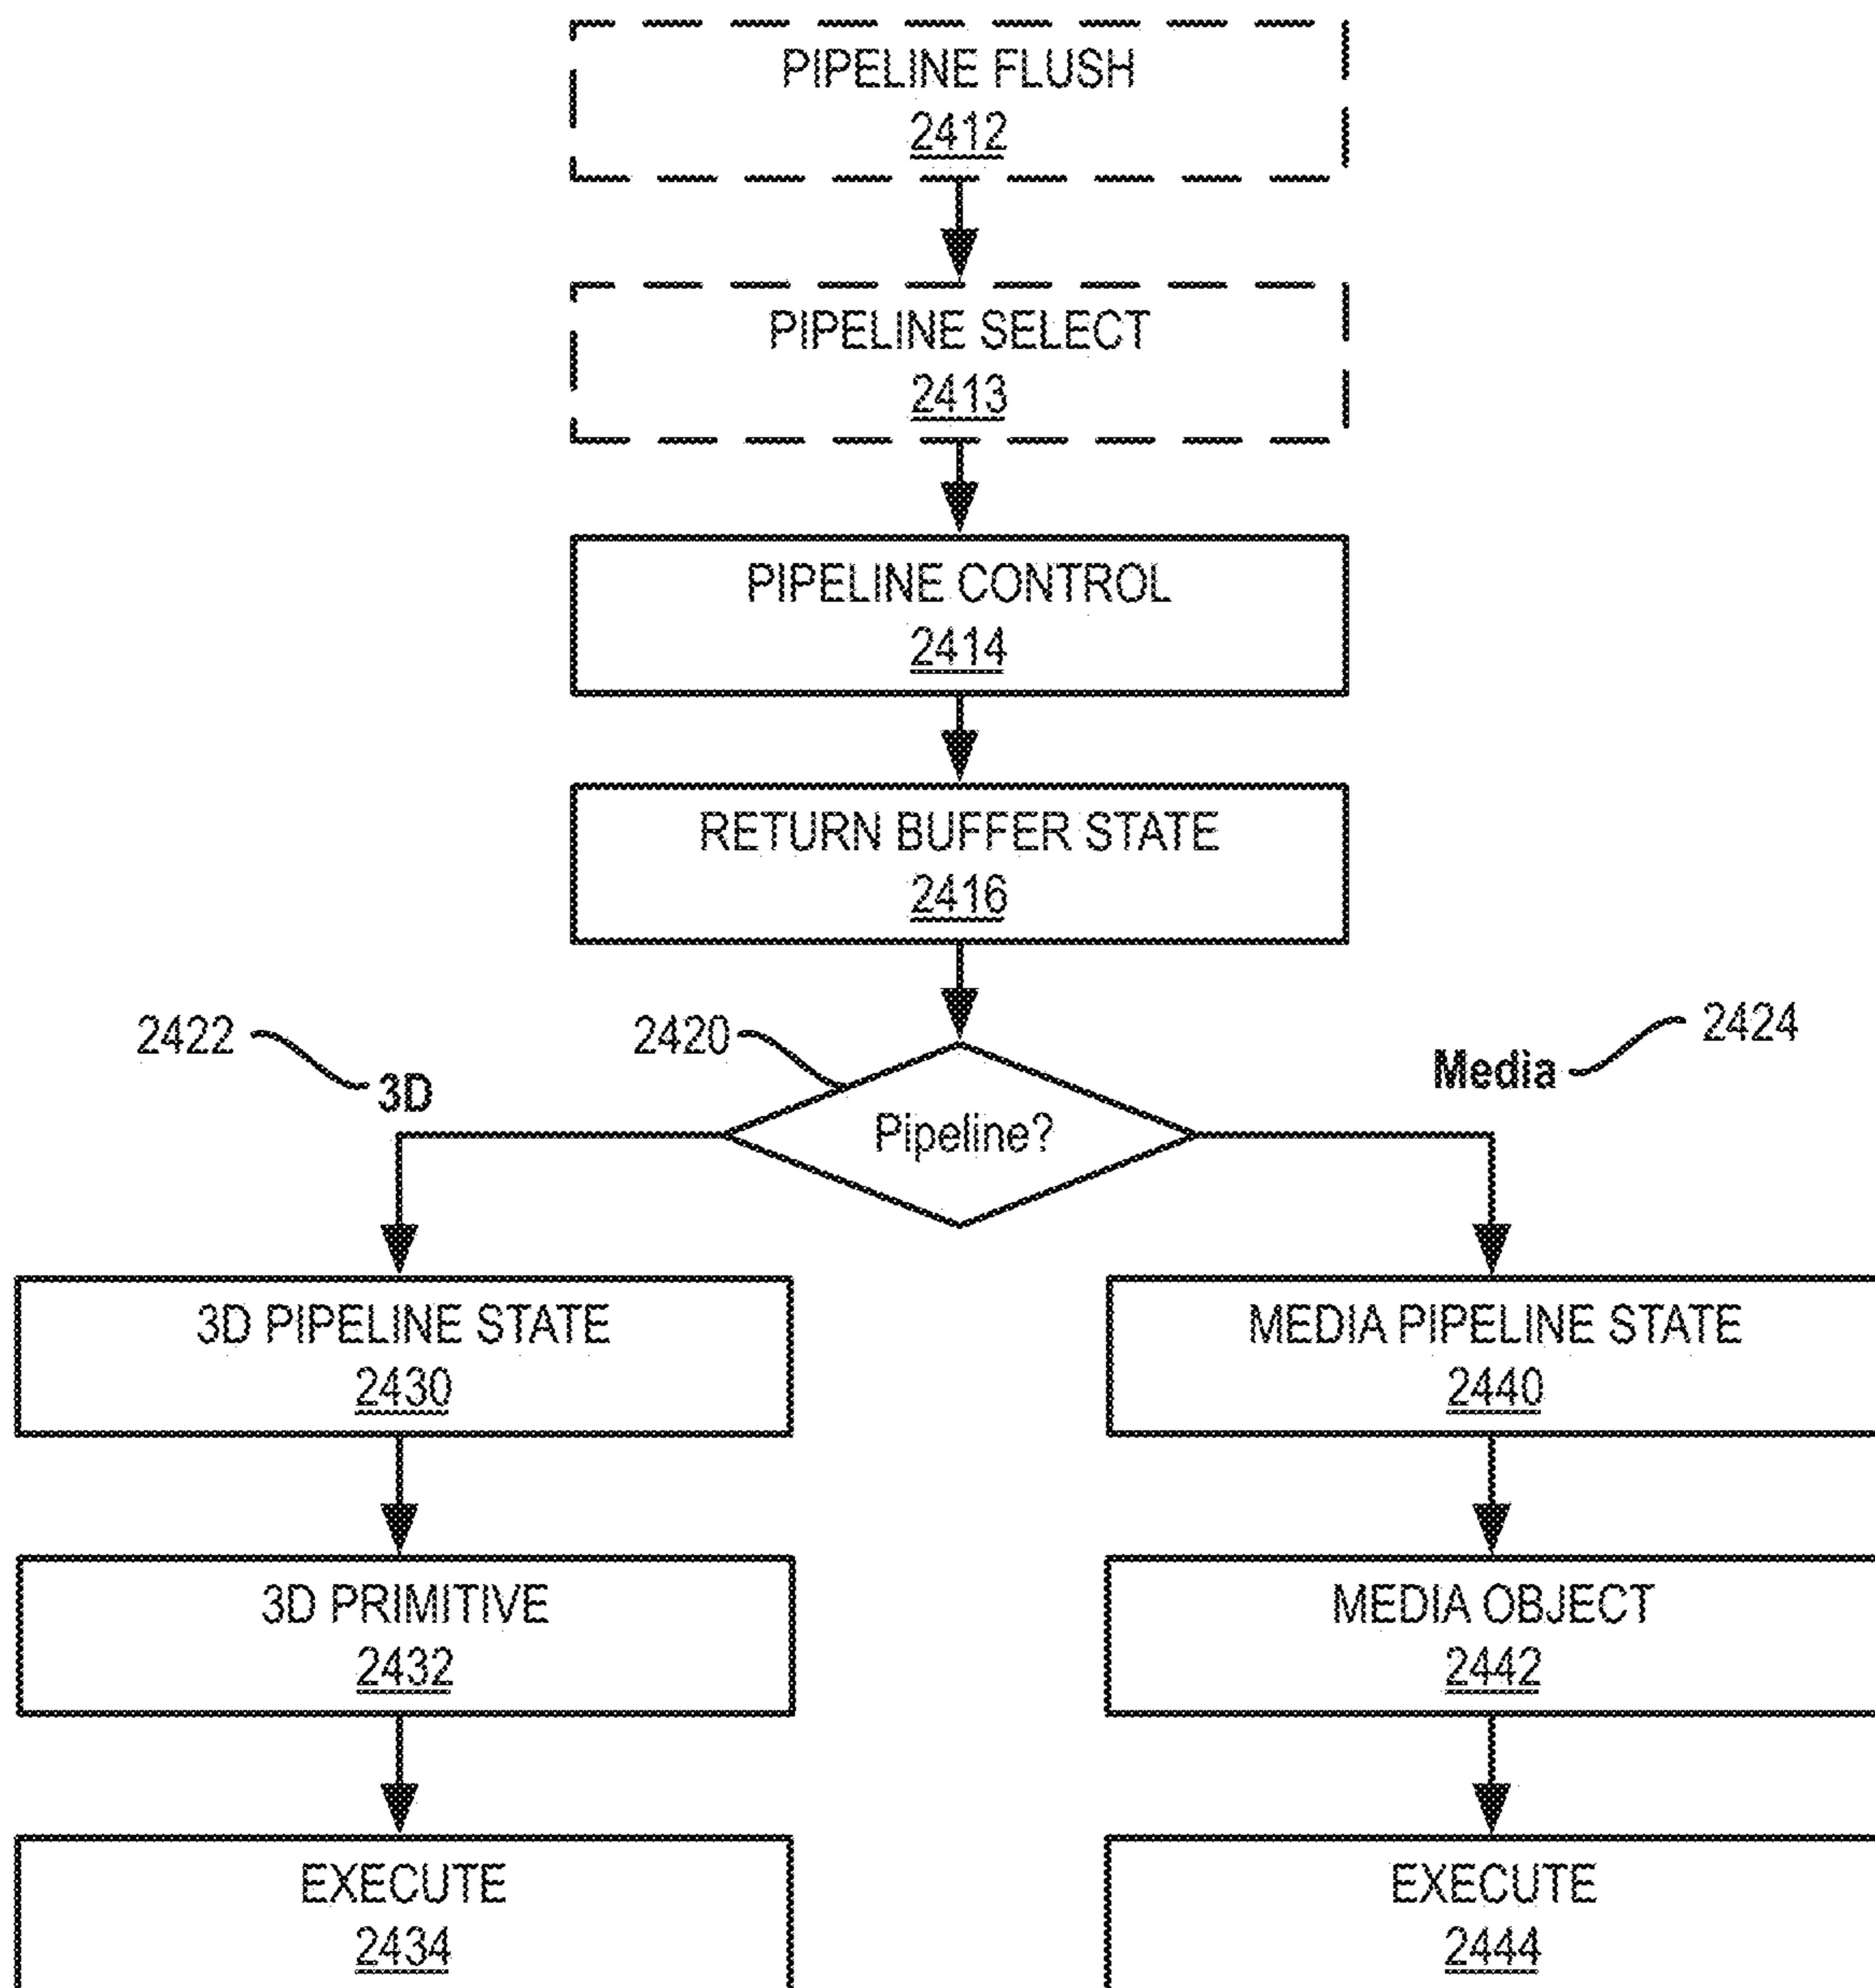 PIPELINE FLUSH
2412
PIPELINE SELECT
2413
PIPELINE CONTROL
2414
RETURN BUFFER STATE
2416
2422
2420
2424
3D
Media
Pipeline?
3D PIPELINE STATE
2430
MEDIA PIPELINE STATE
2440
3D PRIMITIVE
2432
MEDIA OBJECT
2442
EXECUTE
2434
EXECUTE
2444